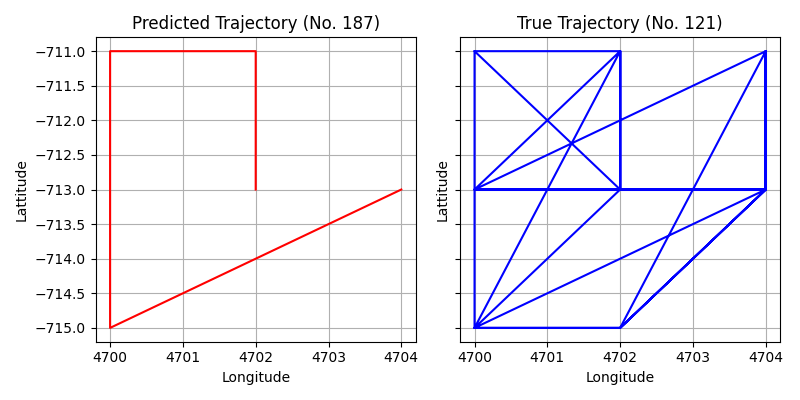 Predicted Trajectory (No. 187)
−711.0
−711.5
−712.0
−712.5
−713.0
−713.5
−714.0
−714.5
−715.0
Lattitude
4700 4701 4702 4703 4704
Longitude
True Trajectory (No. 121)
Lattitude
4700 4701 4702 4703 4704
Longitude